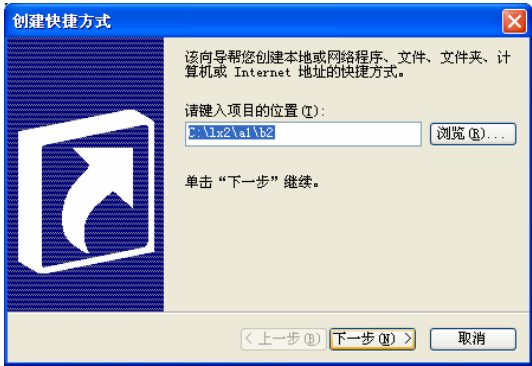 创建快捷方式
该向导帮您创建本地或网络程序、文件、文件夹、计
算机或 Internet 地址的快捷方式。
请键入项目的位置(T):
C:\lx2\a1\b2
浏览(R)...
单击“下一步”继续。
< 上一步(B)
下一步(N) >
取消